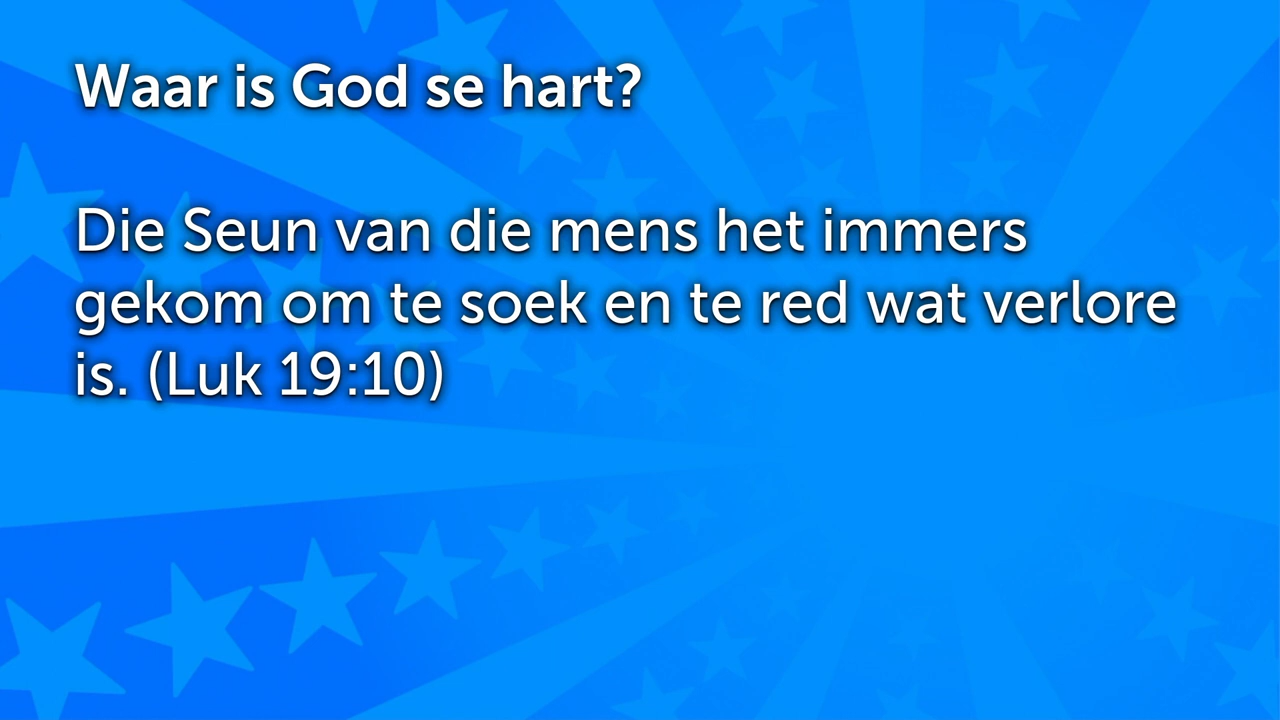 Waar is God se hart?
Die Seun van die mens het immers
gekom om te soek en te red wat verlore
is. (Luk 19:10)